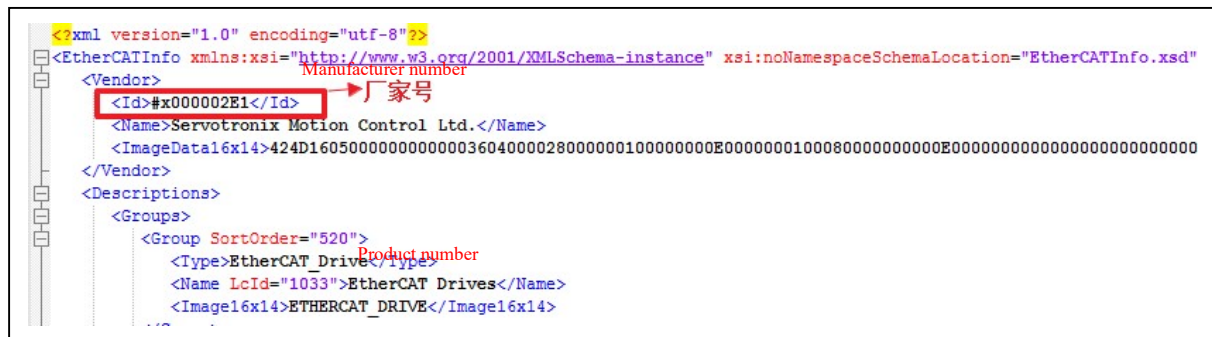 <?xml version="1.0" encoding="utf-8"?>
<EtherCATInfo xmlns:xsi="http://www.w3.org/2001/XMLSchema-instance" xsi:noNamespaceSchemaLocation="EtherCATInfo.xsd"
Manufacturer number
<Vendor>
<Id>#x000002E1</Id>
厂家号
<Name>Servotronix Motion Control Ltd.</Name>
</Vendor>
<Descriptions>
<Groups>
<Group SortOrder="520">
Product number
<Type>EtherCAT_Drive</Type>
<Name LcId="1033">EtherCAT Drives</Name>
<Image16x14>ETHERCAT_DRIVE</Image16x14>